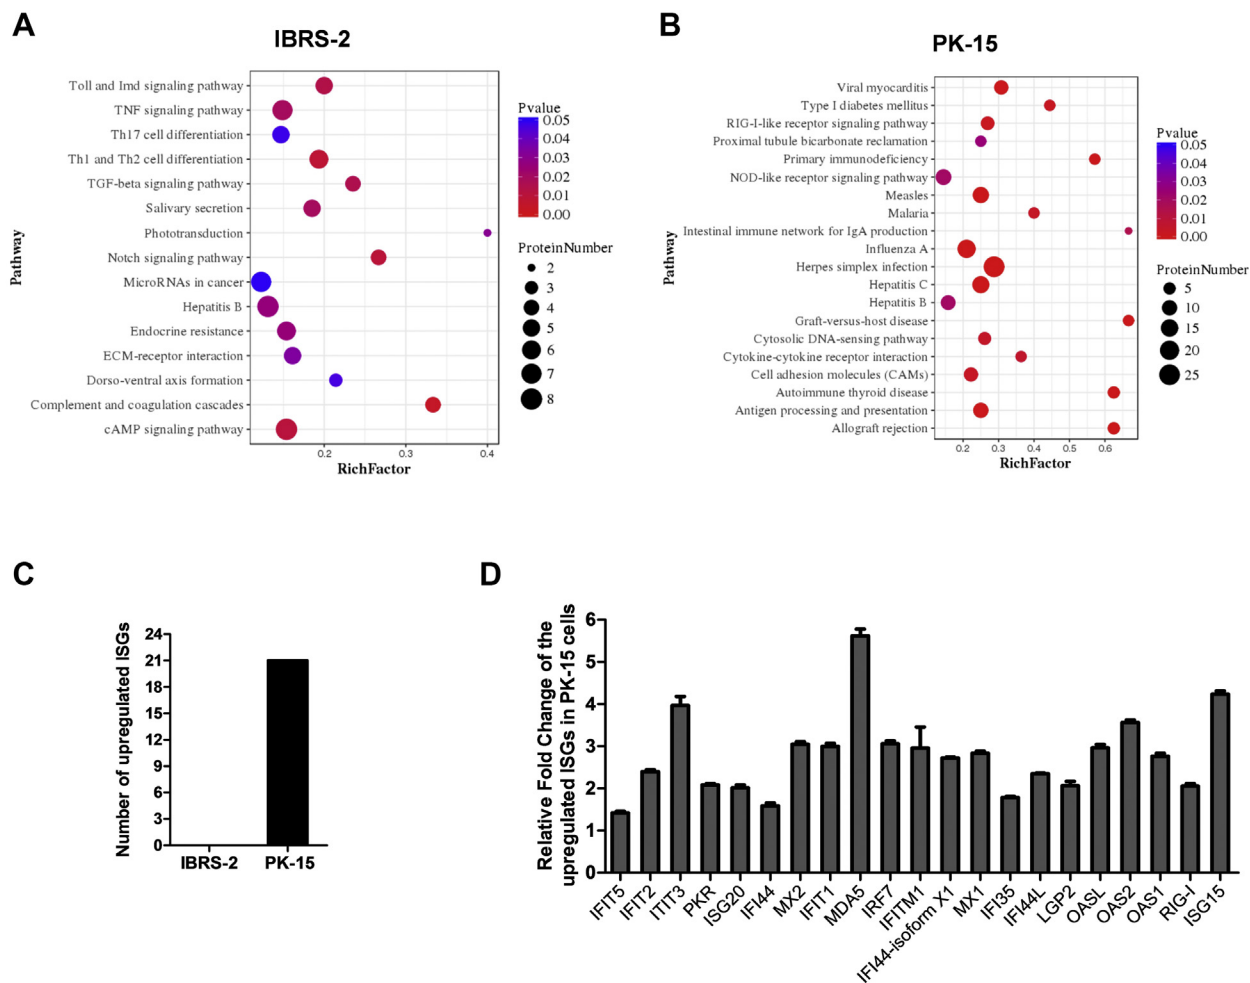 A
IBRS-2
Toll and Imd signaling pathway
TNF signaling pathway
Th17 cell differentiation
Th1 and Th2 cell differentiation
TGF-beta signaling pathway
Salivary secretion
Phototransduction
Notch signaling pathway
MicroRNAs in cancer
Hepatitis B
Endocrine resistance
ECM-receptor interaction
Dorso-ventral axis formation
Complement and coagulation cascades
cAMP signaling pathway
Pathway
0.2 0.3 0.4
RichFactor
Pvalue
0.05
0.04
0.03
0.02
0.01
0.00
ProteinNumber
2
3
4
5
6
7
8
B
PK-15
Viral myocarditis
Type I diabetes mellitus
RIG-I-like receptor signaling pathway
Proximal tubule bicarbonate reclamation
Primary immunodeficiency
NOD-like receptor signaling pathway
Measles
Malaria
Intestinal immune network for IgA production
Influenza A
Herpes simplex infection
Hepatitis C
Hepatitis B
Graft-versus-host disease
Cytosolic DNA-sensing pathway
Cytokine-cytokine receptor interaction
Cell adhesion molecules (CAMs)
Autoimmune thyroid disease
Antigen processing and presentation
Allograft rejection
Pathway
0.2 0.3 0.4 0.5 0.6
RichFactor
Pvalue
0.05
0.04
0.03
0.02
0.01
0.00
ProteinNumber
5
10
15
20
25
C
Number of upregulated ISGs
24
21
18
15
12
9
6
3
0
IBRS-2 PK-15
D
Relative Fold Change of the
upregulated ISGs in PK-15 cells
6
5
4
3
2
1
0
IFIT5
IFIT2
ITIT3
PKR
ISG20
IFI44
MX2
IFIT1
MDA5
IRF7
IFITM1
IFI44-isoform X1
MX1
IFI35
IFI44L
LGP2
OASL
OAS2
OAS1
RIG-I
ISG15